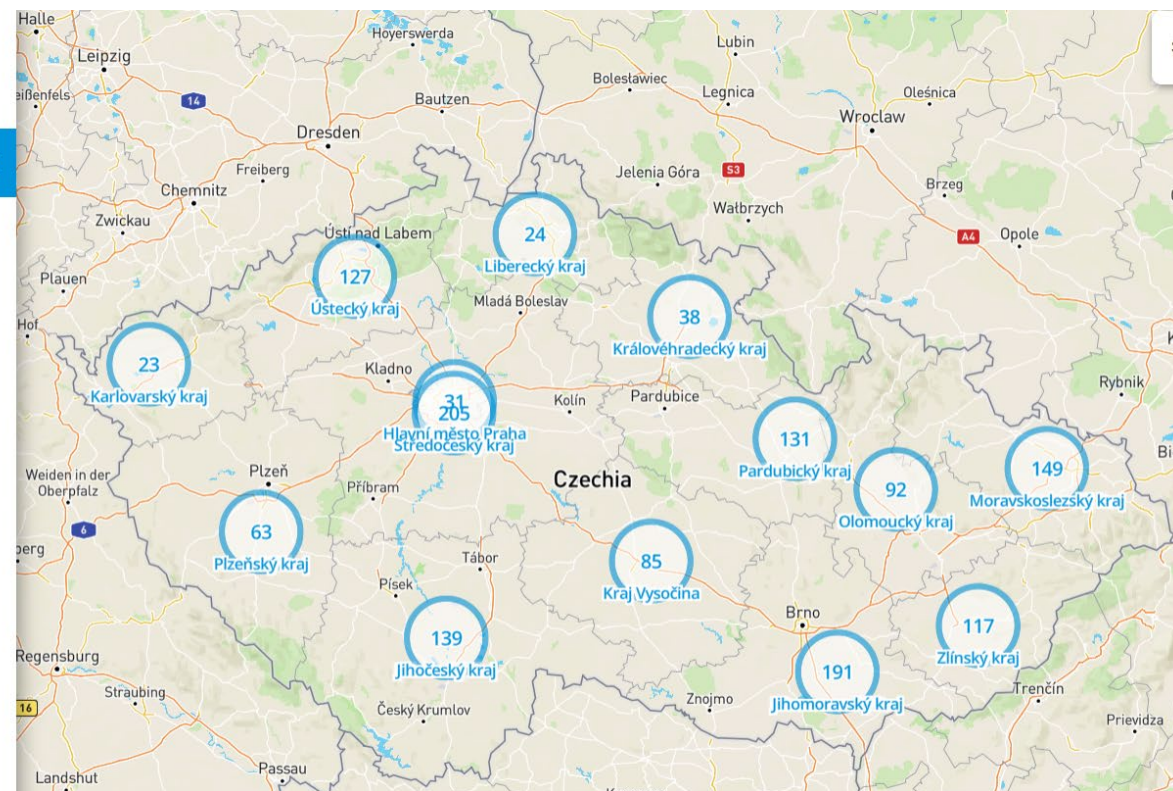 Halle
Hoyerswerda
Lubin
Leipzig
Bolesławiec
Legnica
Oleśnica
14
Bautzen
Wroclaw
Dresden
Freiberg
Jelenia Góra
S3
Chemnitz
Brzeg
Zwickau
Wałbrzych
Ústí nad Labem
24
A4
Opole
Liberecký kraj
127
Plauen
Ústecký kraj
Mladá Boleslav
38
Hof
Královéhradecký kraj
23
Kladno
Rybnik
Karlovarský kraj
31
Kolín
Pardubice
205
Hlavní město Praha
Středočeský kraj
131
Plzeň
Czechia
Pardubický kraj
149
Weiden in der
Oberpfalz
Příbram
92
Moravskoslezský kraj
6
63
Olomoucký kraj
Plzeňský kraj
Tábor
85
Písek
Kraj Vysočina
Brno
139
117
Regensburg
Jihočeský kraj
Zlínský kraj
191
Straubing
Znojmo
Trenčín
16
Český Krumlov
Jihomoravský kraj
Prievidza
Passau
Landshut